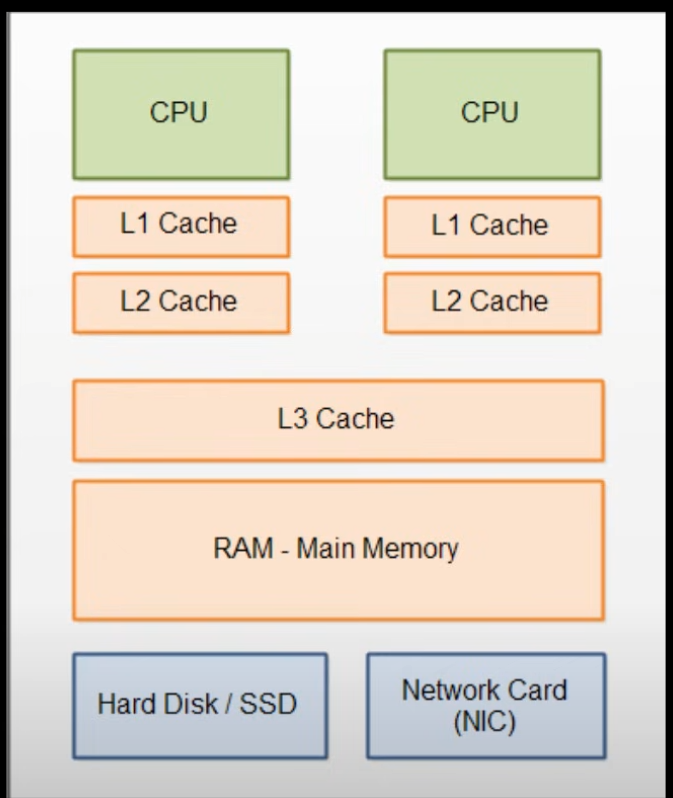 CPU
CPU
L1 Cache
L1 Cache
L2 Cache
L2 Cache
L3 Cache
RAM - Main Memory
Hard Disk / SSD
Network Card
(NIC)